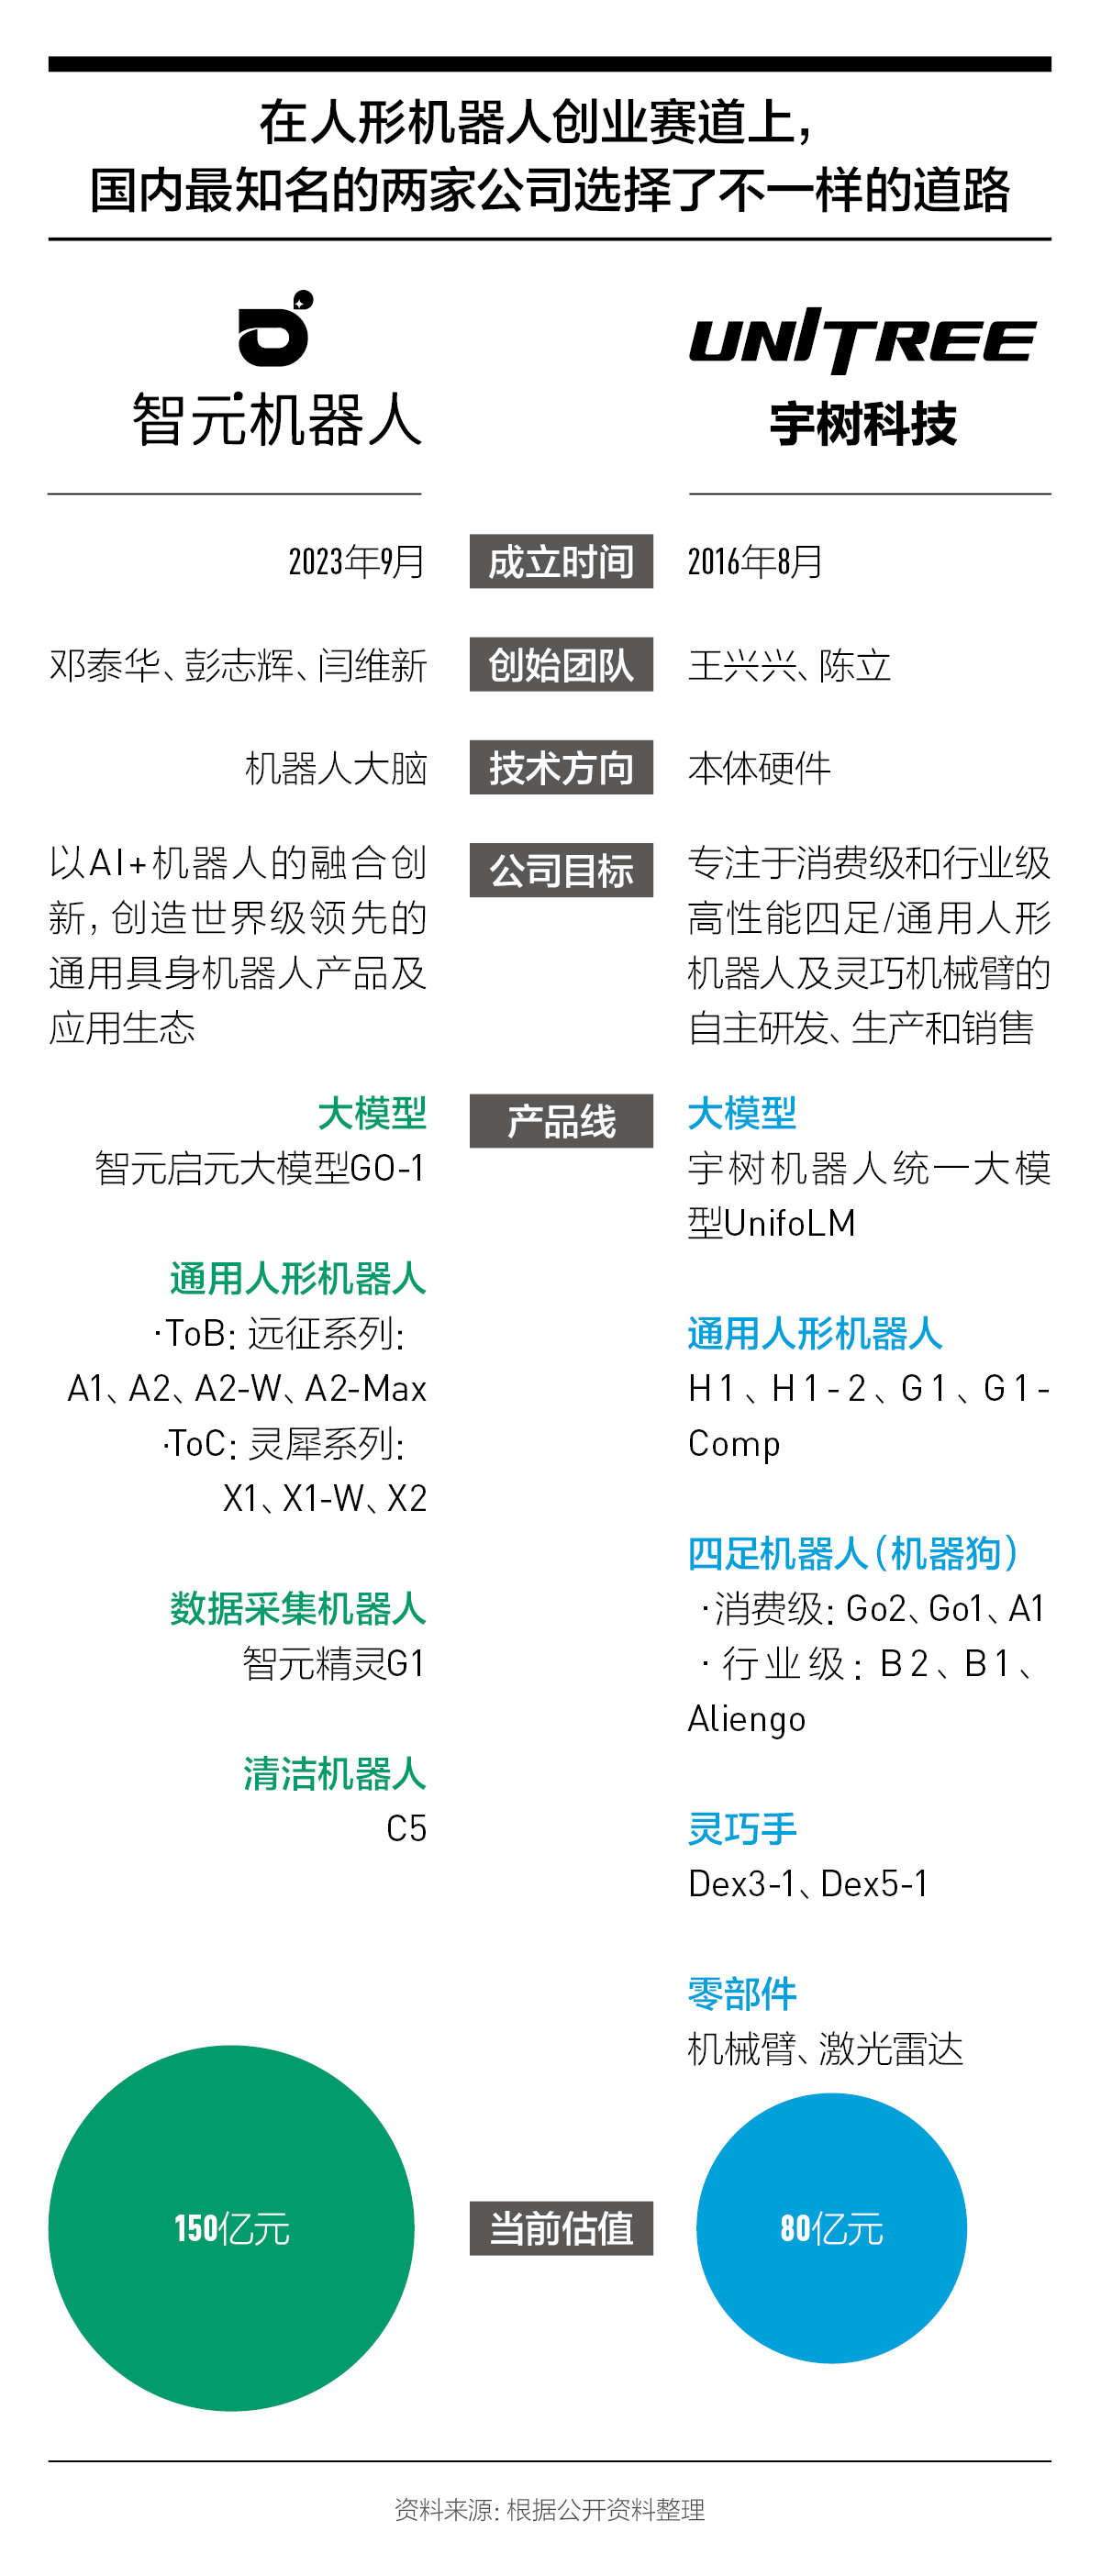 在人形机器人创业赛道上，
国内最知名的两家公司选择了不一样的道路
智元机器人
UNITREE
宇树科技
2023年9月
成立时间
2016年8月
邓泰华、彭志辉、闫维新
创始团队
王兴兴、陈立
机器人大脑
技术方向
本体硬件
以AI+机器人的融合创
新，创造世界级领先的
通用具身机器人产品及
应用生态
公司目标
专注于消费级和行业级
高性能四足/通用人形
机器人及灵巧机械臂的
自主研发、生产和销售
大模型
智元启元大模型GO-1
通用人形机器人
·ToB：远征系列：
A1、A2、A2-W、A2-Max
·ToC：灵犀系列：
X1、X1-W、X2
数据采集机器人
智元精灵G1
清洁机器人
C5
产品线
大模型
宇树机器人统一大模
型UnifoLM
通用人形机器人
H1、H1-2、G1、G1-
Comp
四足机器人（机器狗）
·消费级：Go2、Go1、A1
·行业级：B2、B1、
Aliengo
灵巧手
Dex3-1、Dex5-1
零部件
机械臂、激光雷达
150亿元
当前估值
80亿元
资料来源：根据公开资料整理